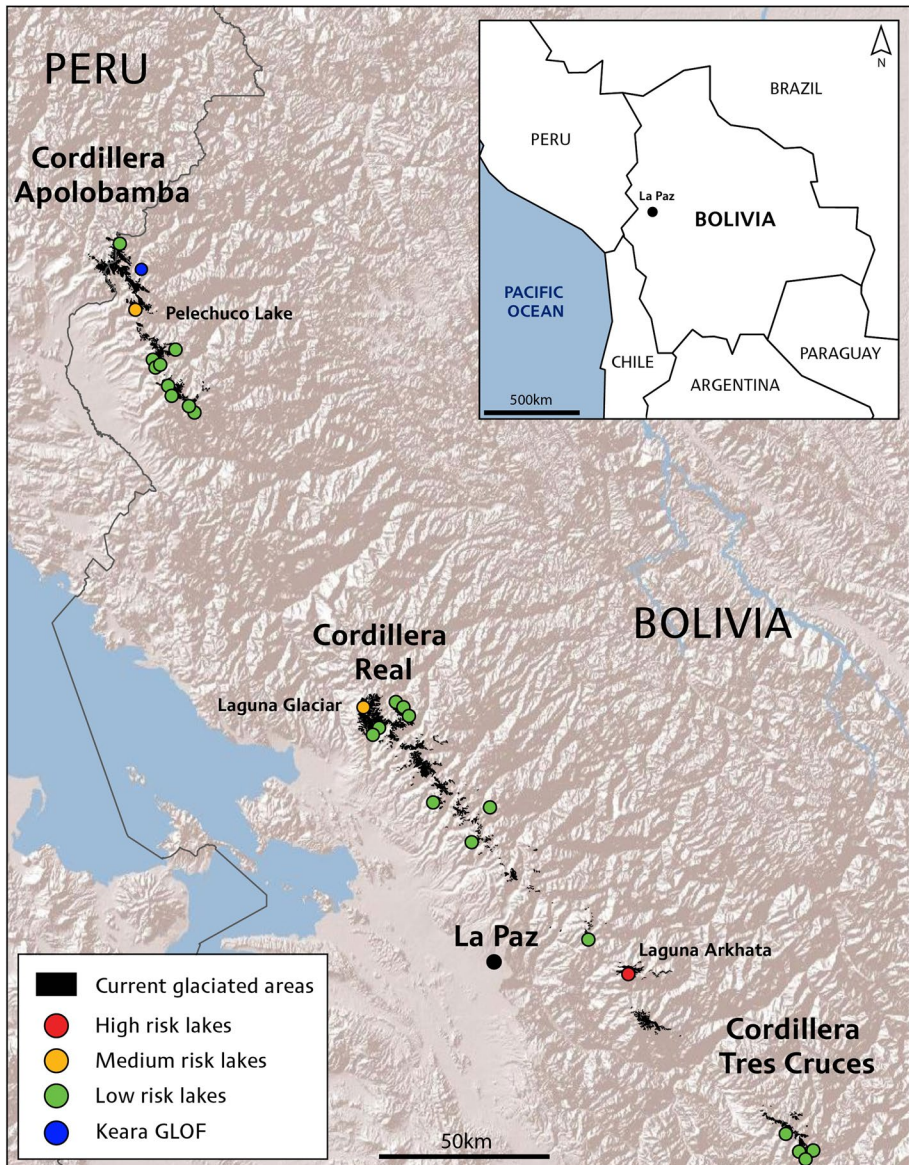 PERU
Cordillera
Apolobamba
Pelechuco Lake
N
BRAZIL
PERU
La Paz
BOLIVIA
PACIFIC
OCEAN
CHILE
PARAGUAY
ARGENTINA
500km
BOLIVIA
Cordillera
Real
Laguna Glaciar
La Paz
Laguna Arkhata
Cordillera
Tres Cruces
Current glaciated areas
High risk lakes
Medium risk lakes
Low risk lakes
Keara GLOF
50km